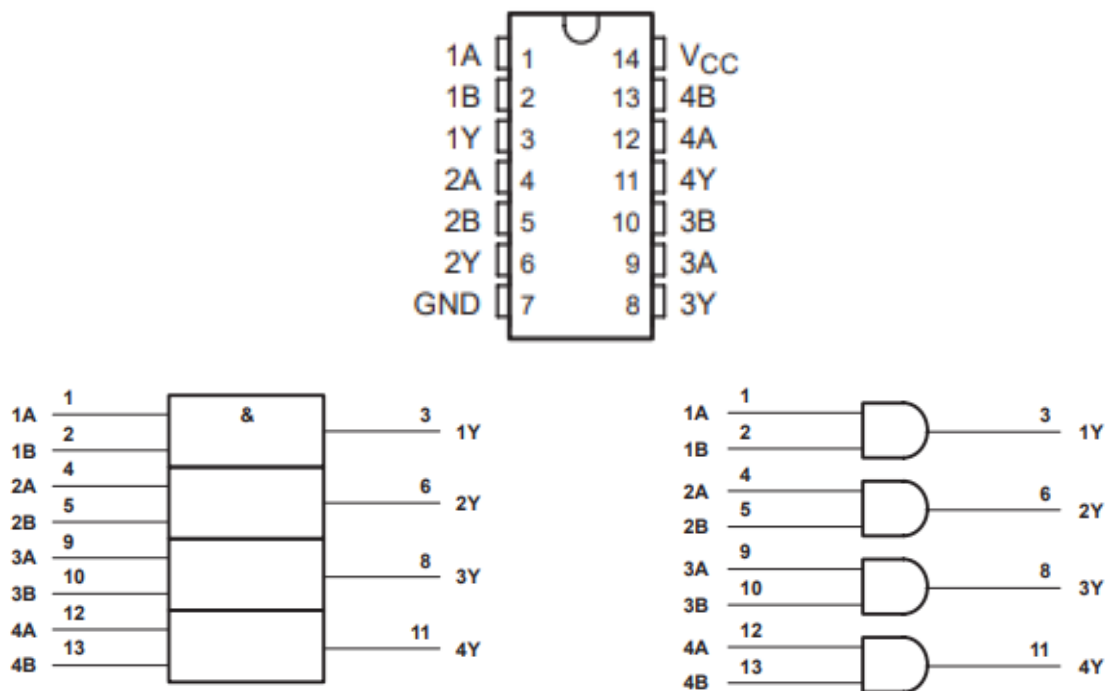 1A 1 14 VCC
1B 2 13 4B
1Y 3 12 4A
2A 4 11 4Y
2B 5 10 3B
2Y 6 9 3A
GND 7 8 3Y
1
1A & 3
2 1Y
1B
4
2A 6
5 2Y
2B
9
3A 8
10 3Y
3B
12
4A 11
13 4Y
4B
1
1A 3
2 1Y
1B
4
2A 6
5 2Y
2B
9
3A 8
10 3Y
3B
12
4A 11
13 4Y
4B